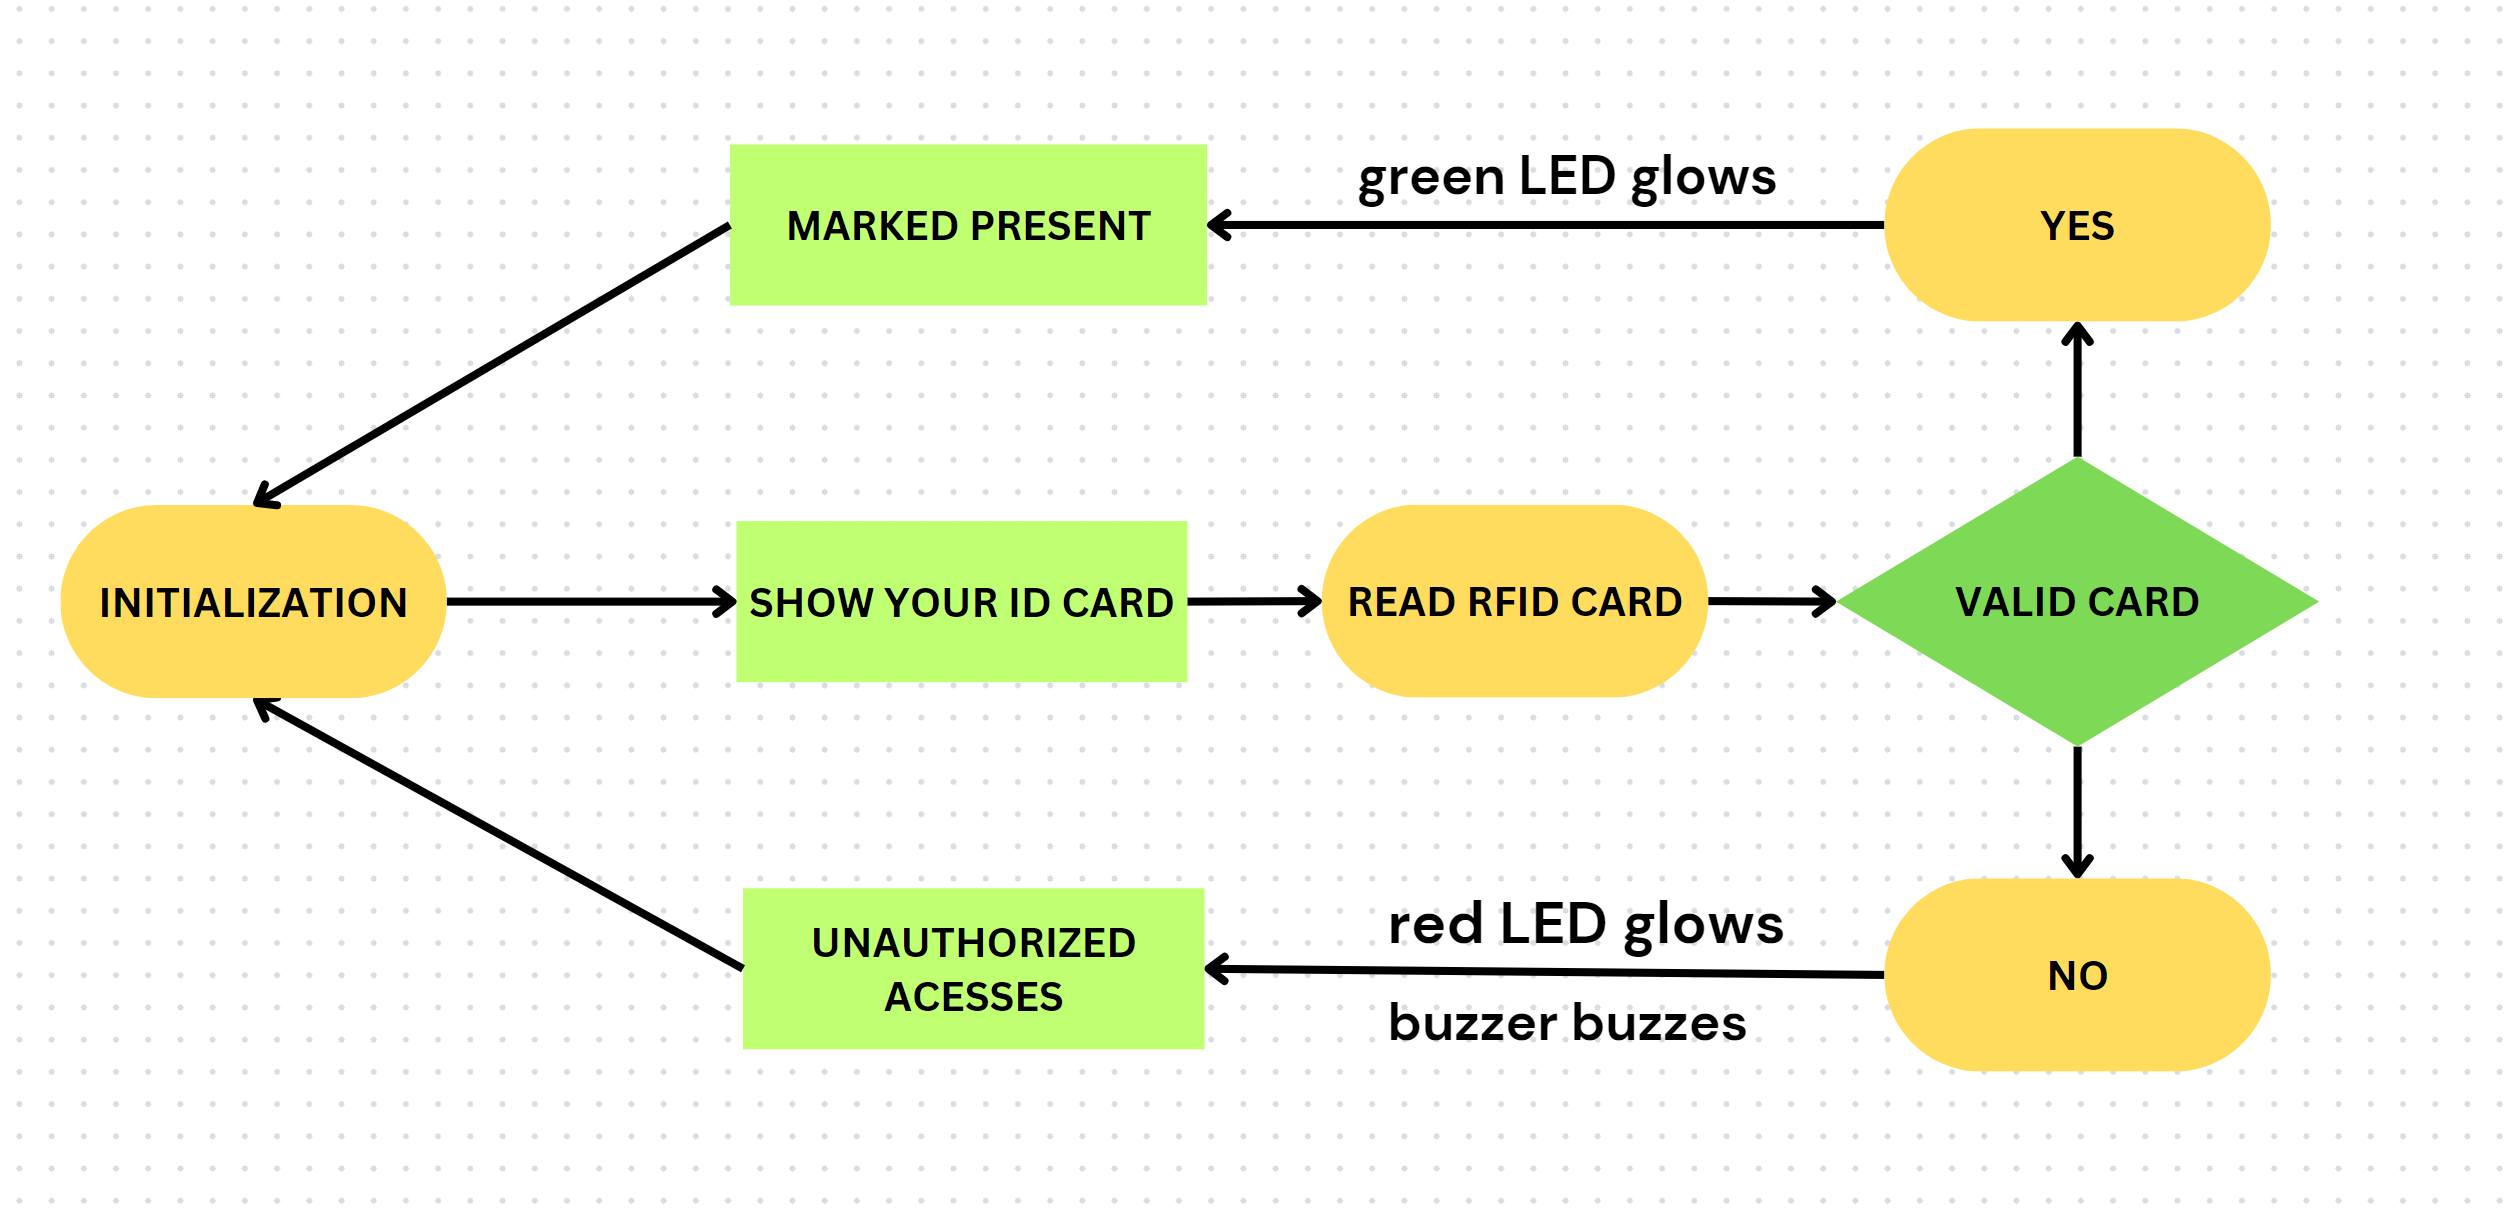 green LED glows
MARKED PRESENT
YES
INITIALIZATION
SHOW YOUR ID CARD
READ RFID CARD
VALID CARD
UNAUTHORIZED
ACESSES
red LED glows
buzzer buzzes
NO